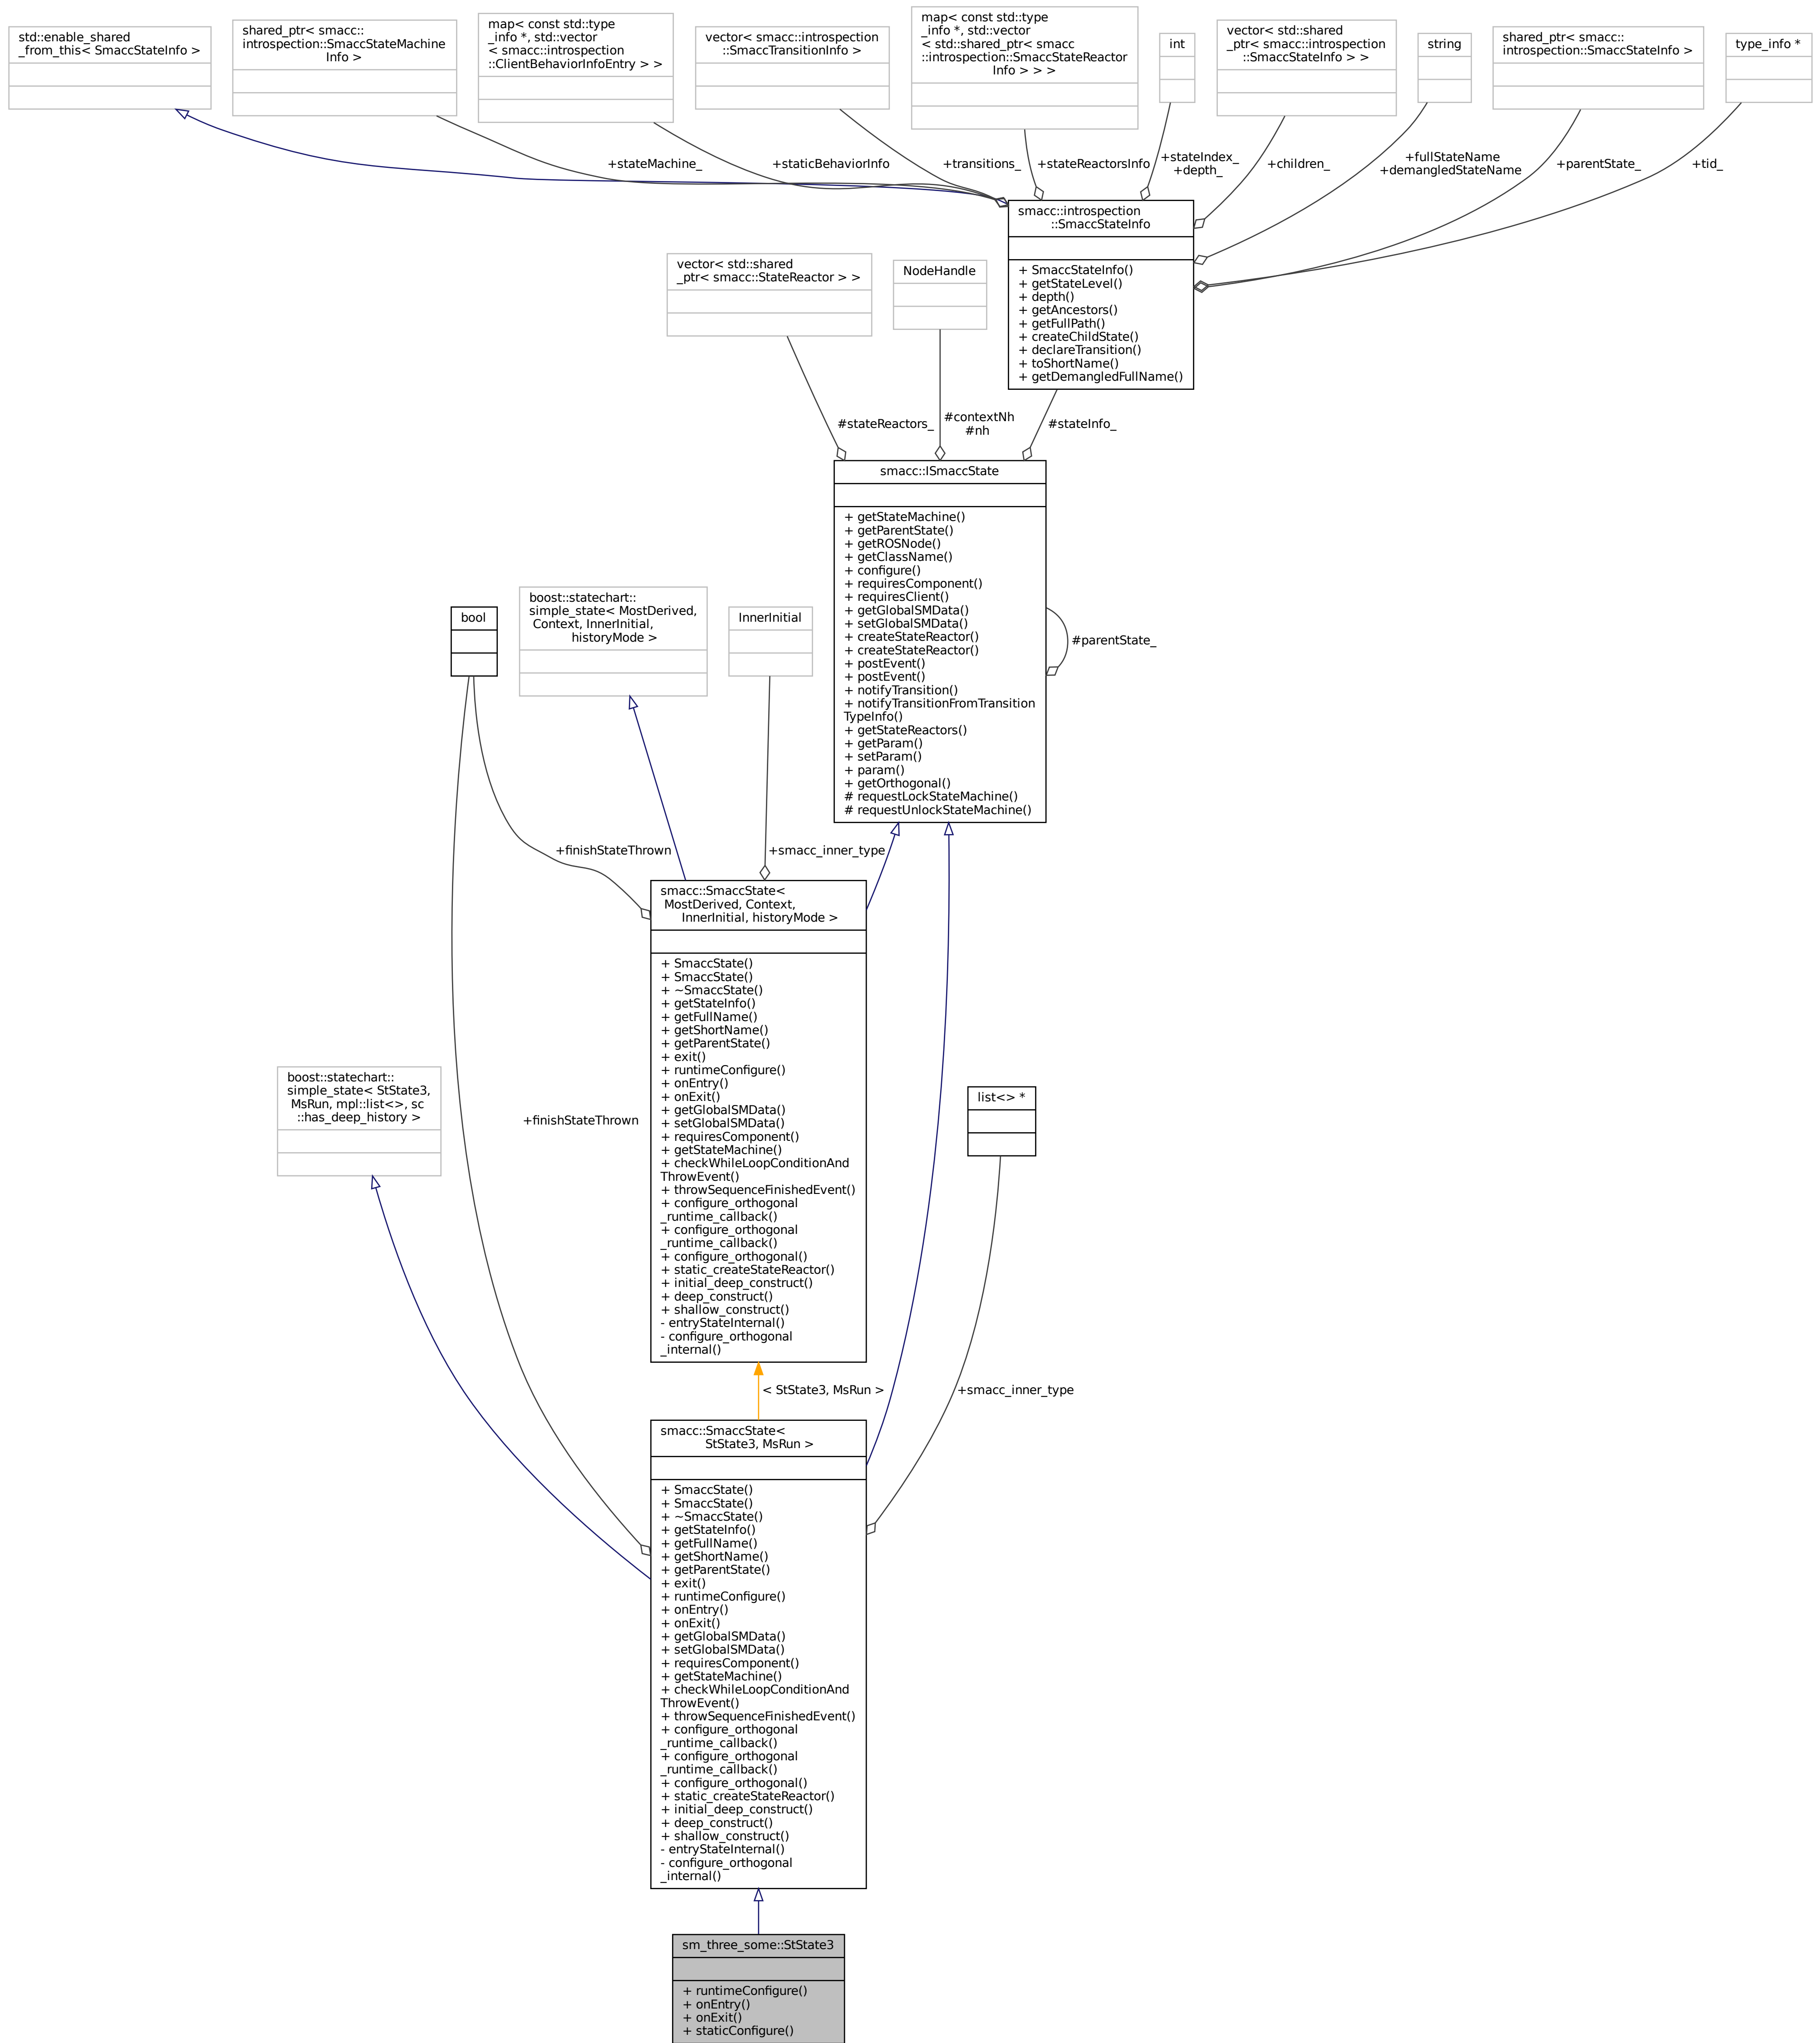 std::enable_shared
_from_this< SmaccStateInfo >
shared_ptr< smacc::
introspection::SmaccStateMachine
Info >
map< const std::type
_info *, std::vector
< smacc::introspection
::ClientBehaviorInfoEntry > >
vector< smacc::introspection
::SmaccTransitionInfo >
map< const std::type
_info *, std::vector
< std::shared_ptr< smacc
::introspection::SmaccStateReactor
Info > > >
int
vector< std::shared
_ptr< smacc::introspection
::SmaccStateInfo > >
string
shared_ptr< smacc::
introspection::SmaccStateInfo >
type_info *
+stateMachine_
+staticBehaviorInfo
+transitions_
+stateReactorsInfo
+stateIndex_
+depth_
+children_
+fullStateName
+demangledStateName
+parentState_
+tid_
smacc::introspection
::SmaccStateInfo
+ SmaccStateInfo()
+ getStateLevel()
+ depth()
+ getAncestors()
+ getFullPath()
+ createChildState()
+ declareTransition()
+ toShortName()
+ getDemangledFullName()
vector< std::shared
_ptr< smacc::StateReactor > >
NodeHandle
#stateReactors_
#contextNh
#nh
#stateInfo_
smacc::ISmaccState
+ getStateMachine()
+ getParentState()
+ getROSNode()
+ getClassName()
+ configure()
+ requiresComponent()
+ requiresClient()
+ getGlobalSMData()
+ setGlobalSMData()
+ createStateReactor()
+ createStateReactor()
+ postEvent()
+ postEvent()
+ notifyTransition()
+ notifyTransitionFromTransition
TypeInfo()
+ getStateReactors()
+ getParam()
+ setParam()
+ param()
+ getOrthogonal()
# requestLockStateMachine()
# requestUnlockStateMachine()
#parentState_
bool
boost::statechart::
simple_state< MostDerived,
Context, InnerInitial,
historyMode >
InnerInitial
+finishStateThrown
+smacc_inner_type
smacc::SmaccState<
MostDerived, Context,
InnerInitial, historyMode >
+ SmaccState()
+ SmaccState()
+ ~SmaccState()
+ getStateInfo()
+ getFullName()
+ getShortName()
+ getParentState()
+ exit()
+ runtimeConfigure()
+ onEntry()
+ onExit()
+ getGlobalSMData()
+ setGlobalSMData()
+ requiresComponent()
+ getStateMachine()
+ checkWhileLoopConditionAnd
ThrowEvent()
+ throwSequenceFinishedEvent()
+ configure_orthogonal
_runtime_callback()
+ configure_orthogonal
_runtime_callback()
+ configure_orthogonal()
+ static_createStateReactor()
+ initial_deep_construct()
+ deep_construct()
+ shallow_construct()
- entryStateInternal()
- configure_orthogonal
_internal()
boost::statechart::
simple_state< StState3,
MsRun, mpl::list<>, sc
::has_deep_history >
+finishStateThrown
list<> *
< StState3, MsRun >
+smacc_inner_type
smacc::SmaccState<
StState3, MsRun >
+ SmaccState()
+ SmaccState()
+ ~SmaccState()
+ getStateInfo()
+ getFullName()
+ getShortName()
+ getParentState()
+ exit()
+ runtimeConfigure()
+ onEntry()
+ onExit()
+ getGlobalSMData()
+ setGlobalSMData()
+ requiresComponent()
+ getStateMachine()
+ checkWhileLoopConditionAnd
ThrowEvent()
+ throwSequenceFinishedEvent()
+ configure_orthogonal
_runtime_callback()
+ configure_orthogonal
_runtime_callback()
+ configure_orthogonal()
+ static_createStateReactor()
+ initial_deep_construct()
+ deep_construct()
+ shallow_construct()
- entryStateInternal()
- configure_orthogonal
_internal()
sm_three_some::StState3
+ runtimeConfigure()
+ onEntry()
+ onExit()
+ staticConfigure()